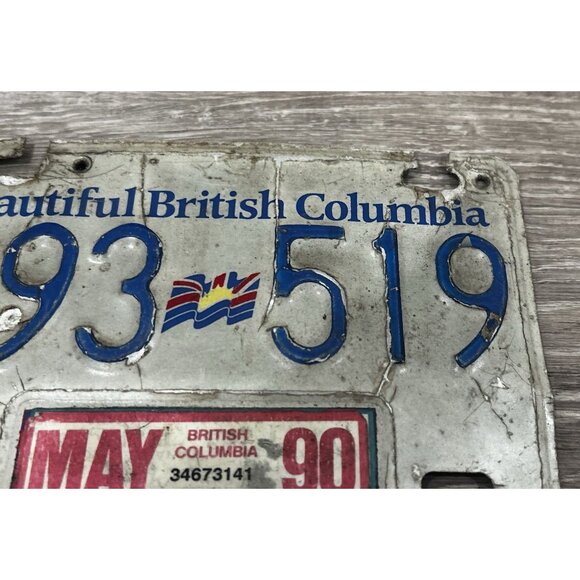 autiful British Columbia
93 519
MAY BRITISH COLUMBIA 90
34673141